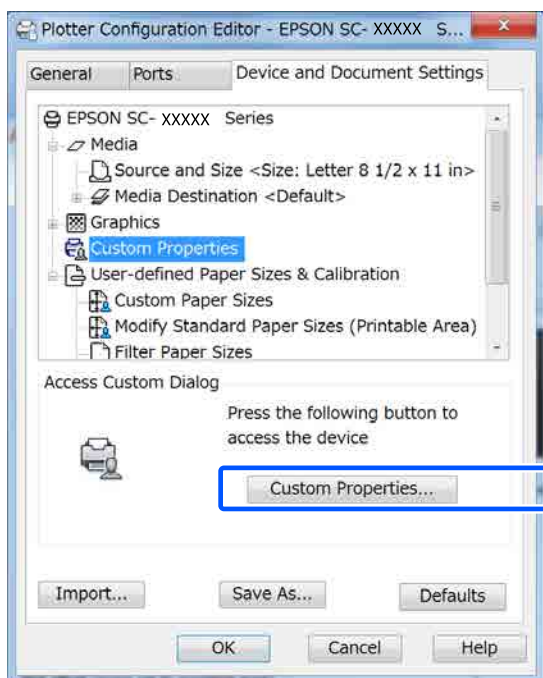 Plotter Configuration Editor - EPSON SC- XXXXX S...
General Ports Device and Document Settings
EPSON SC- XXXXX Series
Media
Source and Size <Size: Letter 8 1/2 x 11 in>
Media Destination <Default>
Graphics
Custom Properties
User-defined Paper Sizes & Calibration
Custom Paper Sizes
Modify Standard Paper Sizes (Printable Area)
Filter Paper Sizes
Access Custom Dialog
Press the following button to
access the device
Custom Properties...
Import... Save As... Defaults
OK Cancel Help